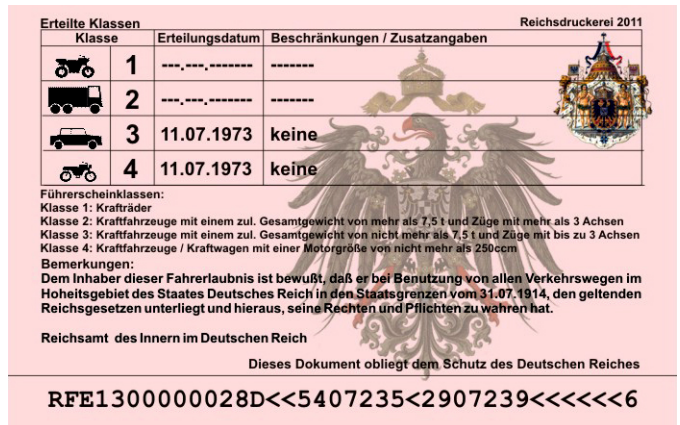 Erteilte Klassen Reichsdruckerei 2011
Klasse Erteilungsdatum Beschränkungen / Zusatzangaben
1 ---.---.------- -------
2 ---.---.------- -------
3 11.07.1973 keine
4 11.07.1973 keine
Führerscheinklassen:
Klasse 1: Krafträder
Klasse 2: Kraftfahrzeuge mit einem zul. Gesamtgewicht von mehr als 7,5 t und Züge mit mehr als 3 Achsen
Klasse 3: Kraftfahrzeuge mit einem zul. Gesamtgewicht von nicht mehr als 7,5 t und Züge mit bis zu 3 Achsen
Klasse 4: Kraftfahrzeuge / Kraftwagen mit einer Motorgröße von nicht mehr als 250ccm
Bemerkungen:
Dem Inhaber dieser Fahrerlaubnis ist bewußt, daß er bei Benutzung von allen Verkehrswegen im
Hoheitsgebiet des Staates Deutsches Reich in den Staatsgrenzen vom 31.07.1914, den geltenden
Reichsgesetzen unterliegt und hieraus, seine Rechten und Pflichten zu wahren hat.
Reichsamt des Innern im Deutschen Reich
Dieses Dokument obliegt dem Schutz des Deutschen Reiches
RFE1300000028D<<5407235<2907239<<<<<<6